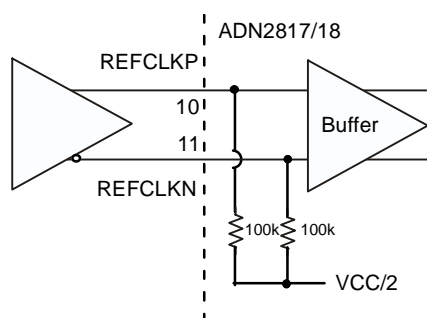 ADN2817/18
REFCLKP
10
Buffer
11
REFCLKN
100k
100k
VCC/2